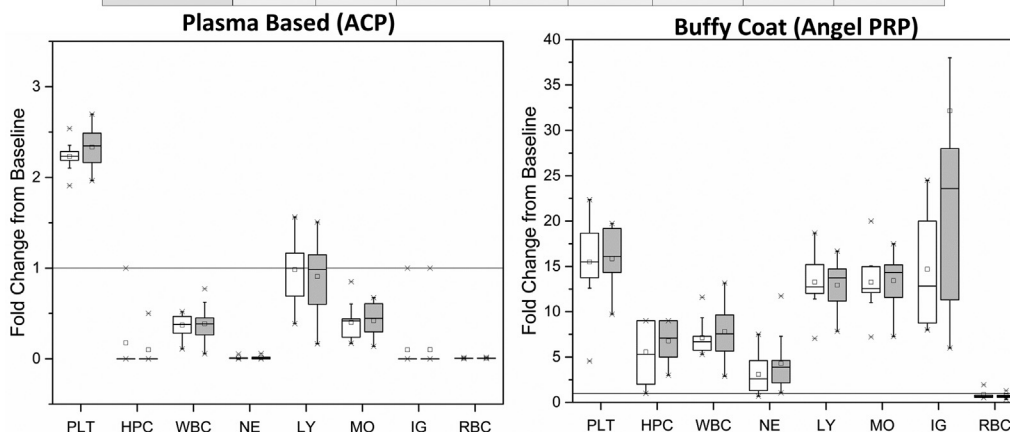 Plasma Based (ACP)
Fold Change from Baseline
3
2
1
0
PLT HPC WBC NE LY MO IG RBC
Buffy Coat (Angel PRP)
Fold Change from Baseline
40
35
30
25
20
15
10
5
0
PLT HPC WBC NE LY MO IG RBC